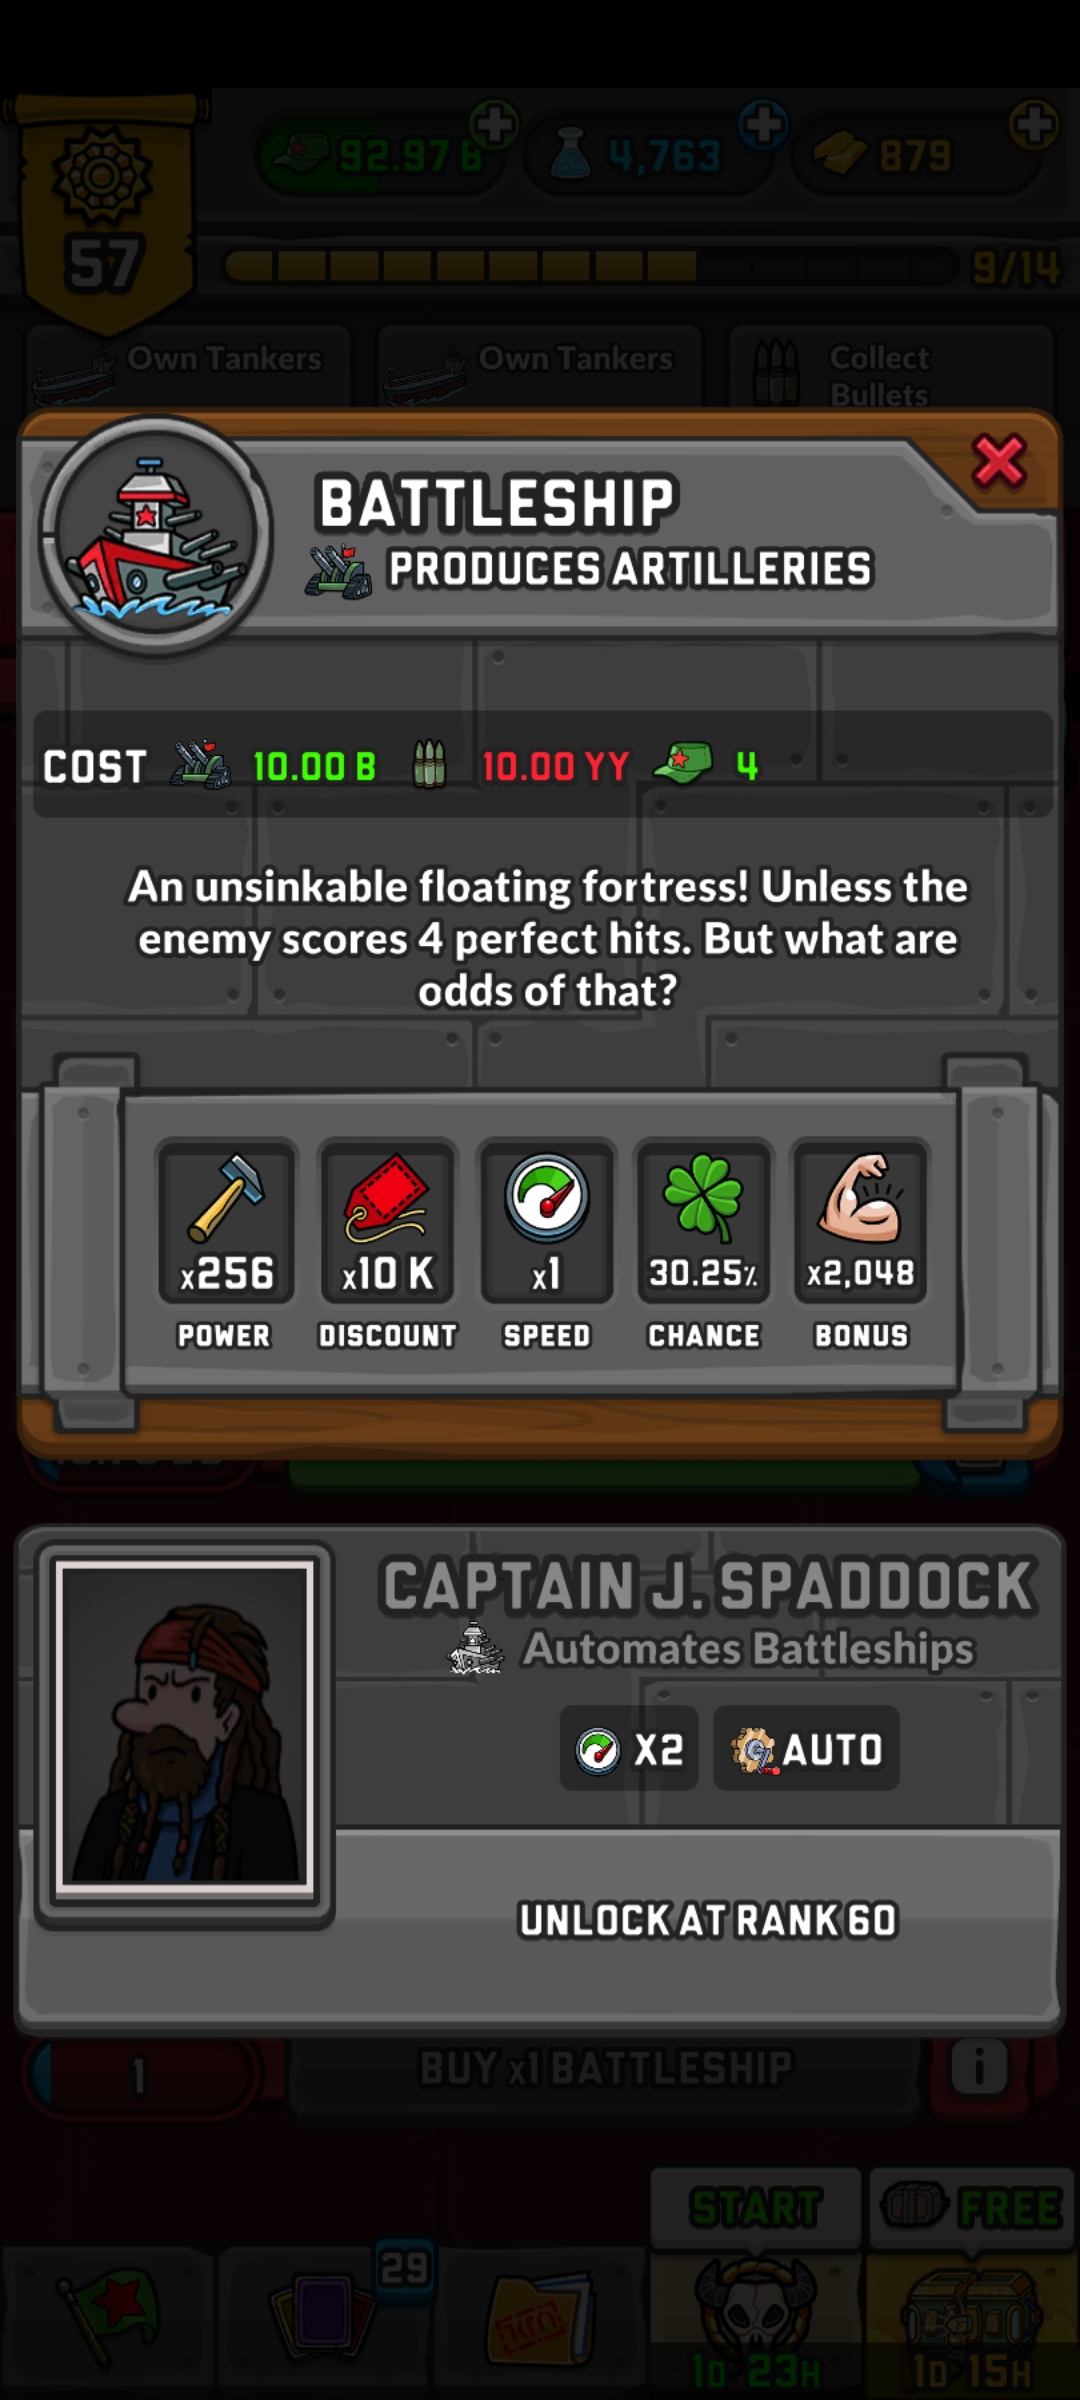 92.97 B
4,763
879
57
9/14
Own Tankers
Own Tankers
Collect
Bullets
BATTLESHIP
PRODUCES ARTILLERIES
COST 10.00 B 10.00 YY 4
An unsinkable floating fortress! Unless the
enemy scores 4 perfect hits. But what are
odds of that?
x256
x10 K
x1
30.25%
x2,048
POWER
DISCOUNT
SPEED
CHANCE
BONUS
CAPTAIN J. SPADDOCK
Automates Battleships
X2
AUTO
UNLOCK AT RANK 60
1
BUY x1 BATTLESHIP
i
START
FREE
29
1D 23H
1D 15H